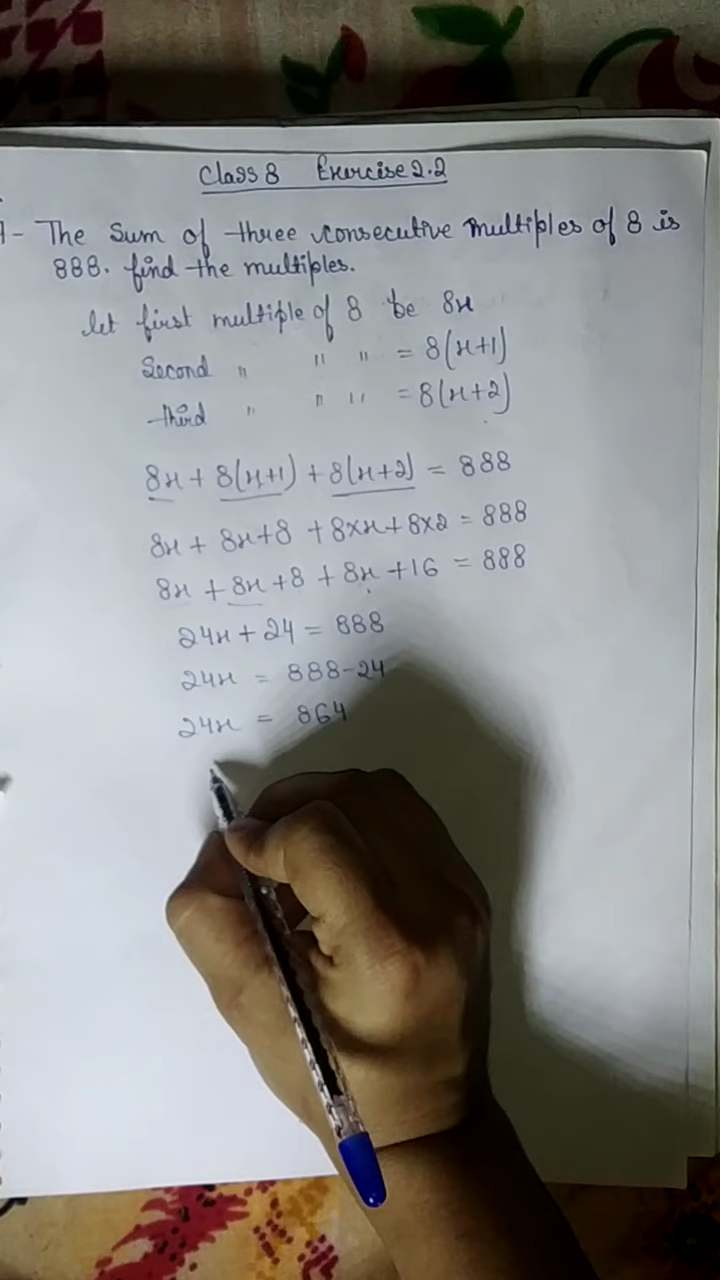 Class 8 Exercise 2.2
- The Sum of three consecutive multiples of 8 is
888. find the multiples.
let first multiple of 8 be 8x
Second " " " = 8(x+1)
third " " " = 8(x+2)
8x + 8(x+1) + 8(x+2) = 888
8x + 8x+8 + 8×x+8×2 = 888
8x + 8x +8 + 8x +16 = 888
24x + 24 = 888
24x = 888-24
24x = 864